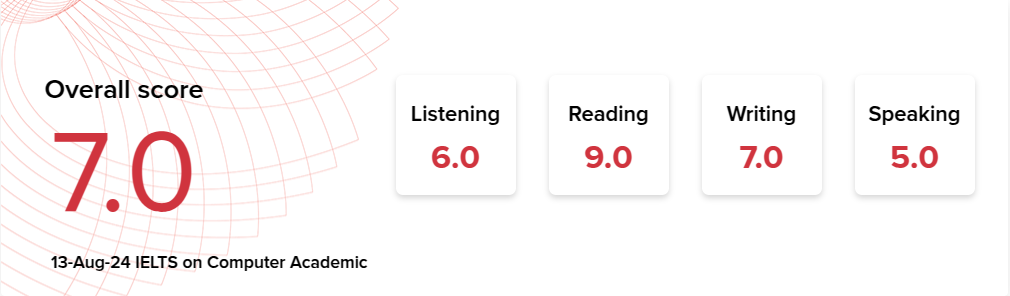 Overall score
7.0
Listening
6.0
Reading
9.0
Writing
7.0
Speaking
5.0
13-Aug-24 IELTS on Computer Academic